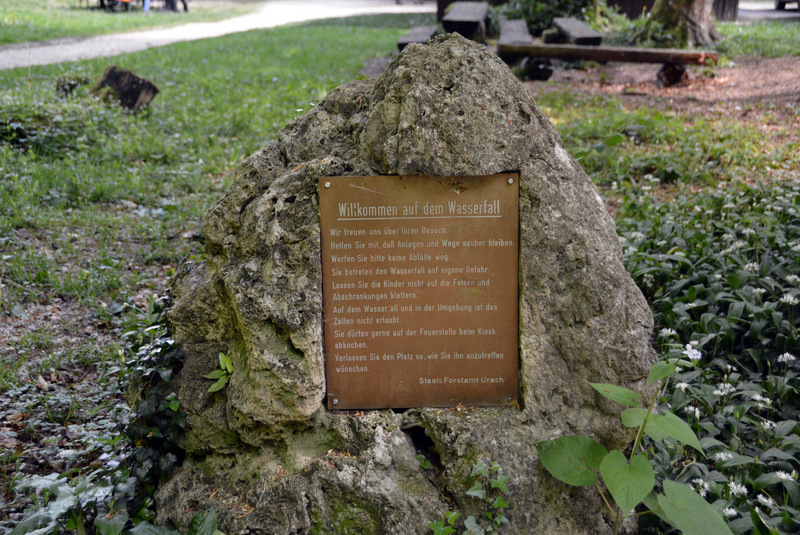 Willkommen auf dem Wasserfall
Wir freuen uns über Ihren Besuch.
Helfen Sie mit, daß Anlagen und Wege sauber bleiben.
Werfen Sie bitte keine Abfälle weg.
Sie betreten den Wasserfall auf eigene Gefahr.
Lassen Sie die Kinder nicht auf die Felsen und
Abschrankungen klettern.
Auf dem Wasserfall und in der Umgebung ist das
Zelten nicht erlaubt.
Sie dürfen gerne auf der Feuerstelle beim Kiosk
abkochen.
Verlassen Sie den Platz so, wie Sie ihn anzutreffen
wünschen.
Staatl. Forstamt Urach